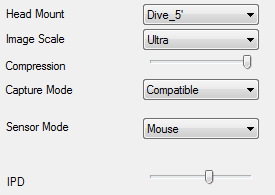 Head Mount Dive_5'
Image Scale Ultra
Compression
Capture Mode Compatible
Sensor Mode Mouse
IPD